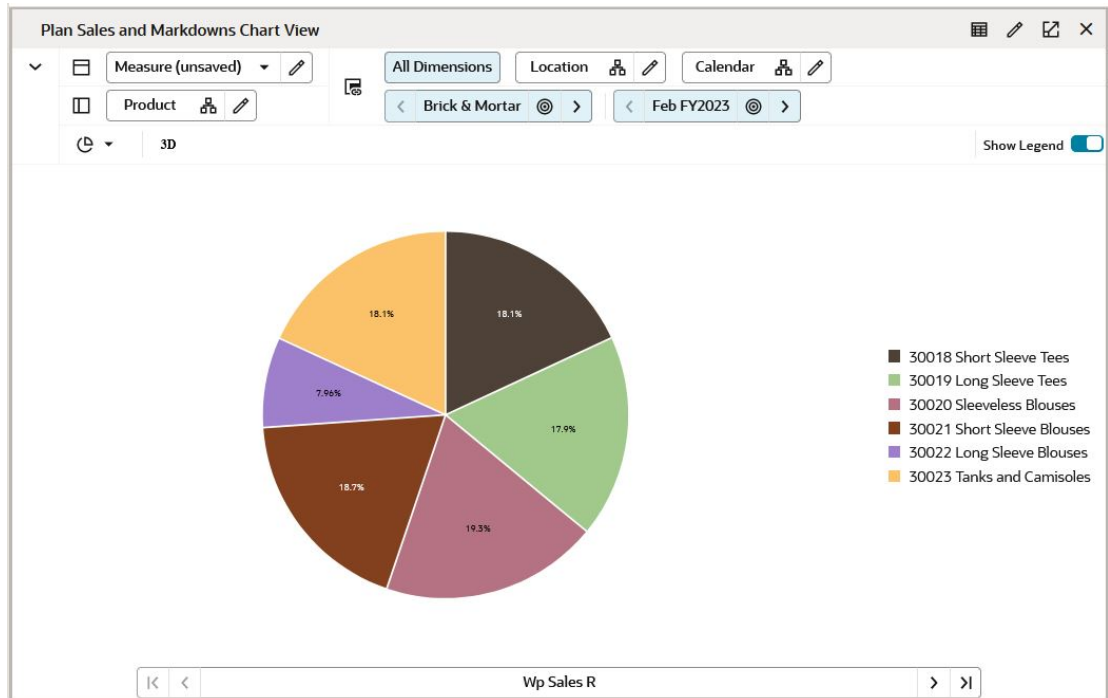 Plan Sales and Markdowns Chart View
Measure (unsaved)
All Dimensions
Location
Calendar
Product
Brick & Mortar
Feb FY2023
3D
Show Legend
18.1%
18.1%
7.96%
17.9%
18.7%
19.3%
30018 Short Sleeve Tees
30019 Long Sleeve Tees
30020 Sleeveless Blouses
30021 Short Sleeve Blouses
30022 Long Sleeve Blouses
30023 Tanks and Camisoles
Wp Sales R